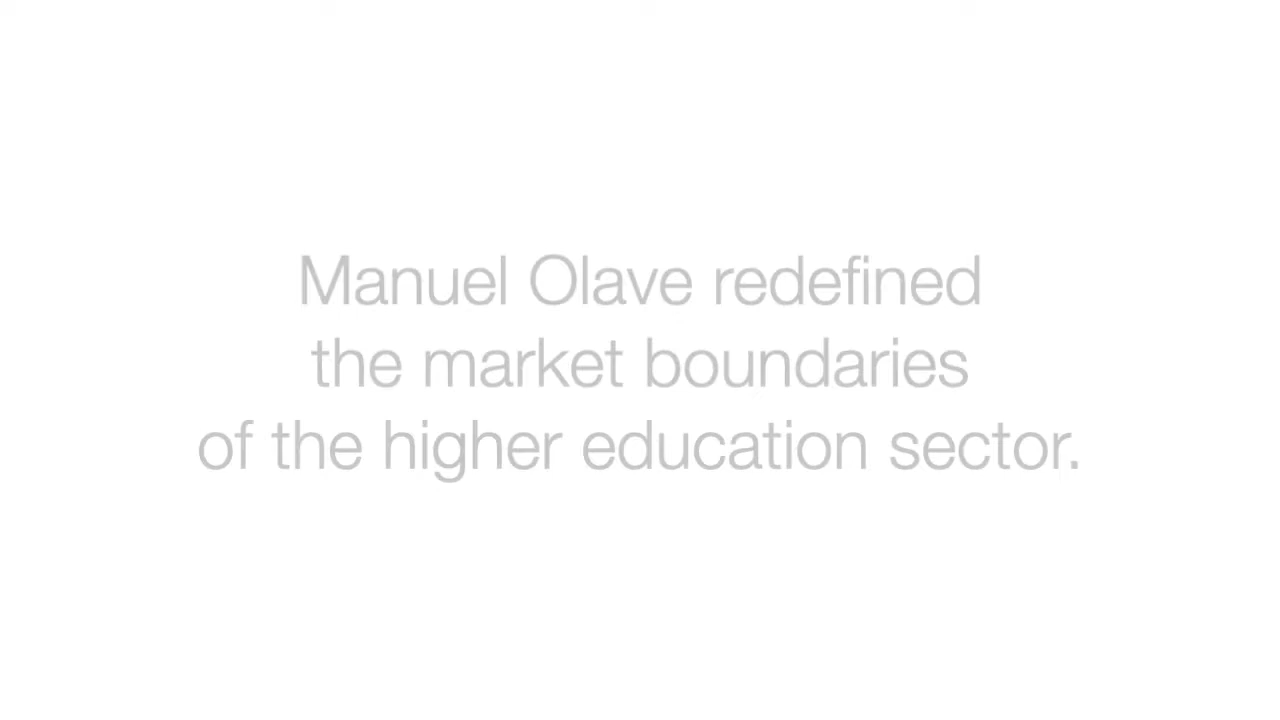 Manuel Olave redefined
the market boundaries
of the higher education sector.